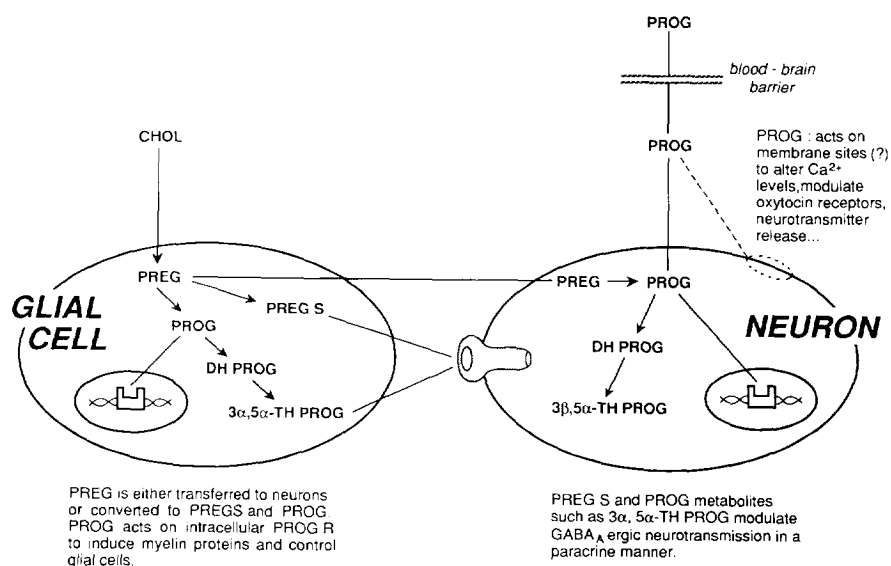 PROG
blood - brain
barrier
CHOL
PROG
PROG : acts on
membrane sites (?)
to alter Ca²⁺
levels,modulate
oxytocin receptors,
neurotransmitter
release...
PREG
PREG
PROG
GLIAL
CELL
PREG S
PROG
NEURON
DH PROG
DH PROG
3α,5α-TH PROG
3β,5α-TH PROG
PREG is either transferred to neurons
or converted to PREGS and PROG.
PROG acts on intracellular PROG R
to induce myelin proteins and control
glial cells.
PREG S and PROG metabolites
such as 3α, 5α-TH PROG modulate
GABA_A ergic neurotransmission in a
paracrine manner.